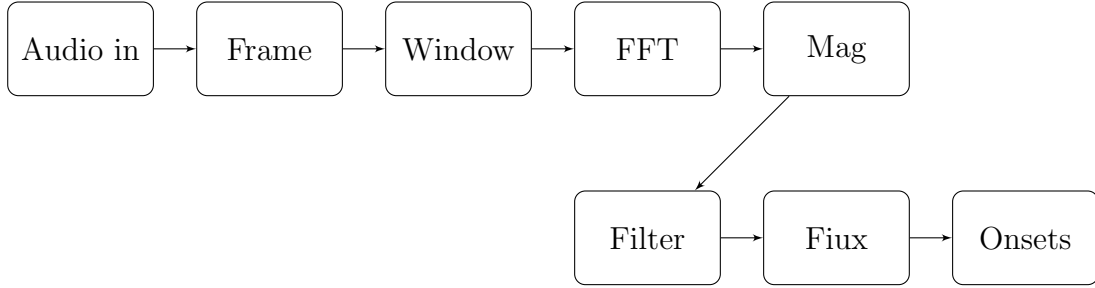 Audio in
Frame
Window
FFT
Mag
Filter
Fiux
Onsets